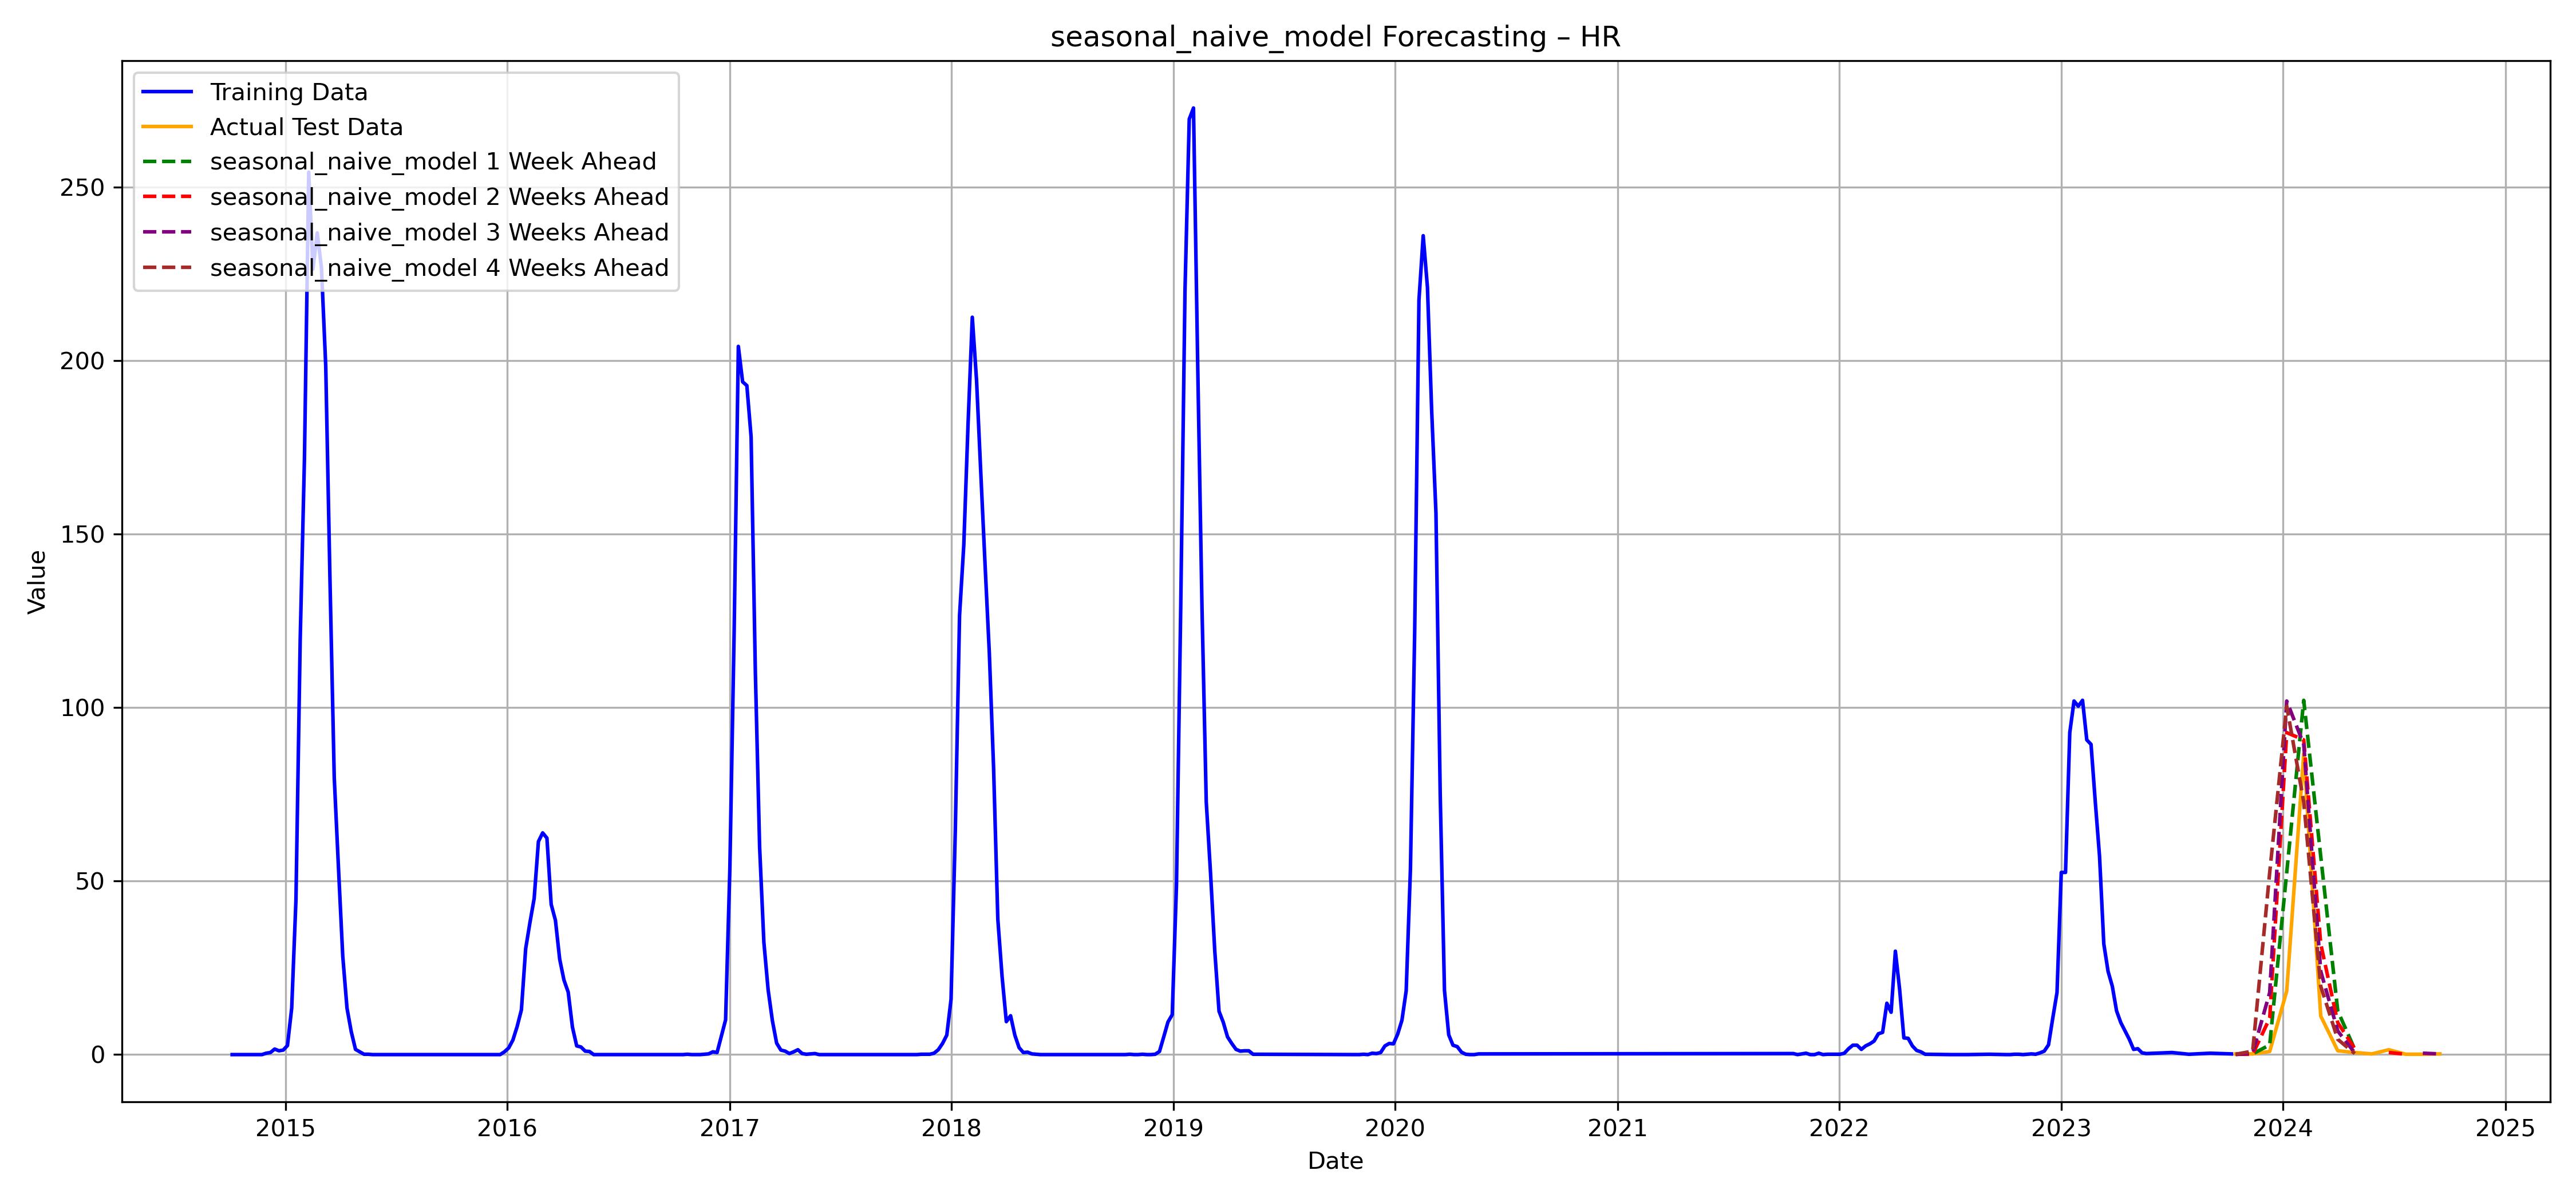 seasonal_naive_model Forecasting – HR
Training Data
Actual Test Data
seasonal_naive_model 1 Week Ahead
seasonal_naive_model 2 Weeks Ahead
seasonal_naive_model 3 Weeks Ahead
seasonal_naive_model 4 Weeks Ahead
250
200
150
100
50
0
Value
2015 2016 2017 2018 2019 2020 2021 2022 2023 2024 2025
Date